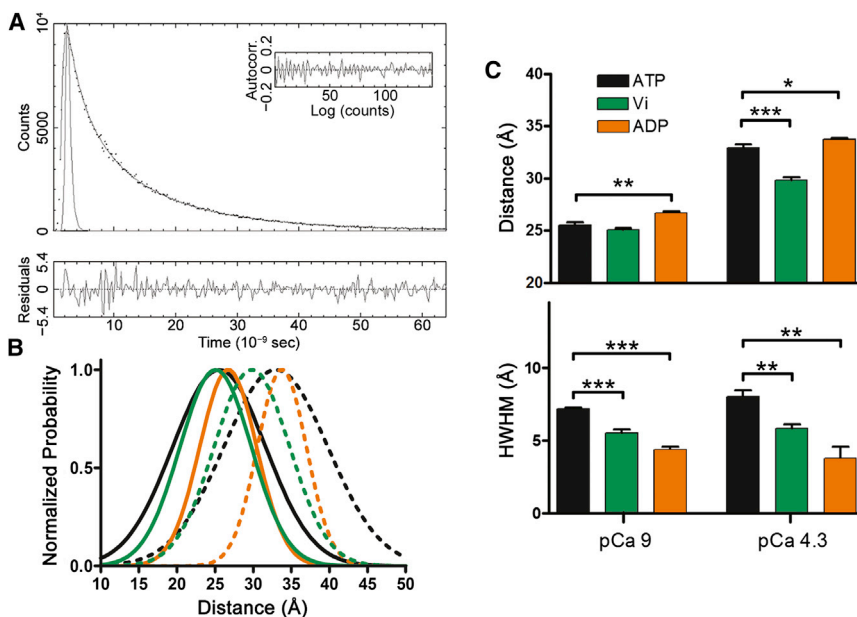 A
10⁴
5000
0
Counts
0.2
0
−0.2
Autocorr.
50
100
Log (counts)
5.4
0
−5.4
Residuals
10
20
30
40
50
60
Time (10⁻⁹ sec)
B
1.0
0.5
0.0
Normalized Probability
10
15
20
25
30
35
40
45
50
Distance (Å)
C
ATP
Vi
ADP
40
35
30
25
20
Distance (Å)
**
***
*
10
5
0
HWHM (Å)
***
***
**
**
pCa 9
pCa 4.3